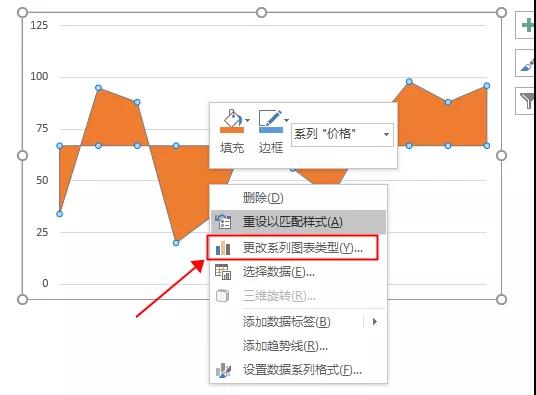 125
100
75
50
25
0
填充
边框
系列 "价格"
删除(D)
重设以匹配样式(A)
更改系列图表类型(Y)...
选择数据(E)...
三维旋转(R)...
添加数据标签(B)
添加趋势线(R)...
设置数据系列格式(F)...